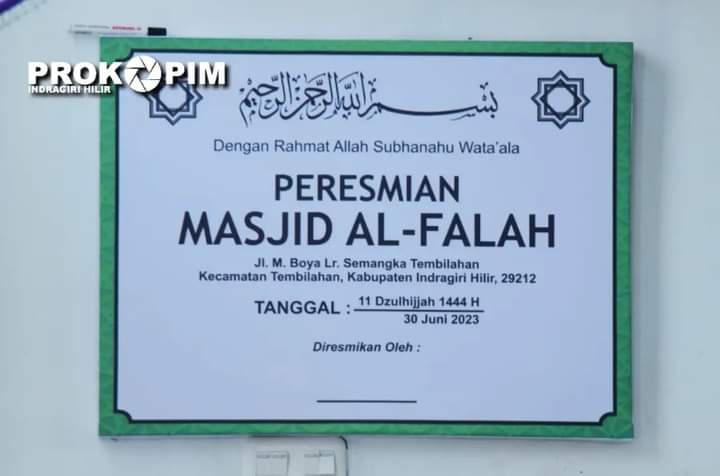 PROKOPIM
INDRAGIRI HILIR
بسم الله الرحمن الرحيم
Dengan Rahmat Allah Subhanahu Wata'ala
PERESMIAN
MASJID AL-FALAH
Jl. M. Boya Lr. Semangka Tembilahan
Kecamatan Tembilahan, Kabupaten Indragiri Hilir, 29212
TANGGAL : 11 Dzulhijjah 1444 H
30 Juni 2023
Diresmikan Oleh :